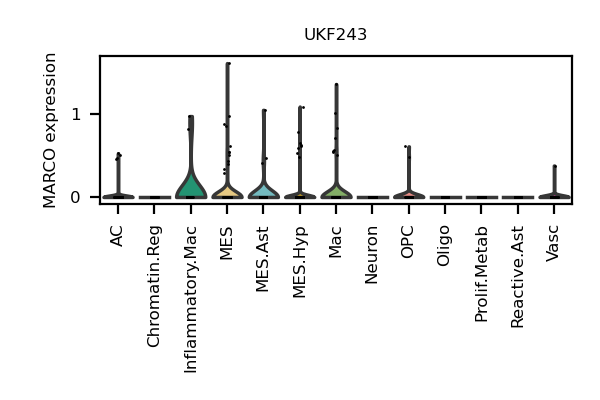 UKF243
MARCO expression
1
0
AC
Chromatin.Reg
Inflammatory.Mac
MES
MES.Ast
MES.Hyp
Mac
Neuron
OPC
Oligo
Prolif.Metab
Reactive.Ast
Vasc